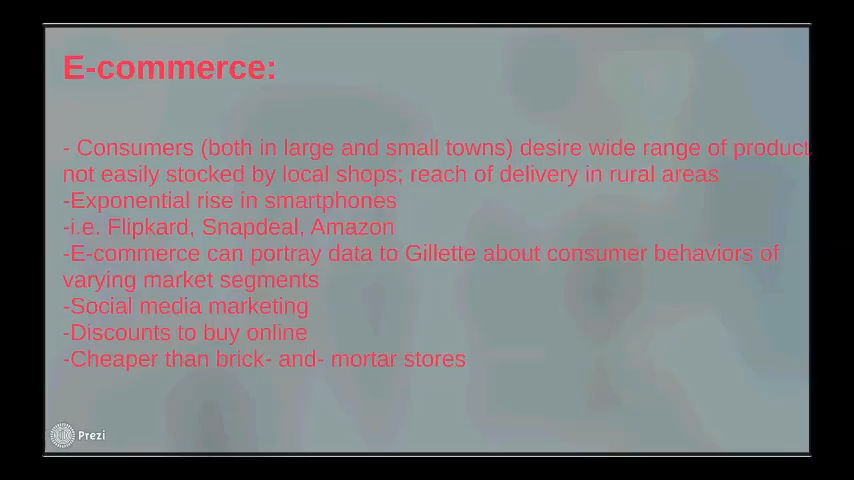 E-commerce:
- Consumers (both in large and small towns) desire wide range of product
not easily stocked by local shops; reach of delivery in rural areas
-Exponential rise in smartphones
-i.e. Flipkard, Snapdeal, Amazon
-E-commerce can portray data to Gillette about consumer behaviors of
varying market segments
-Social media marketing
-Discounts to buy online
-Cheaper than brick- and- mortar stores
Prezi